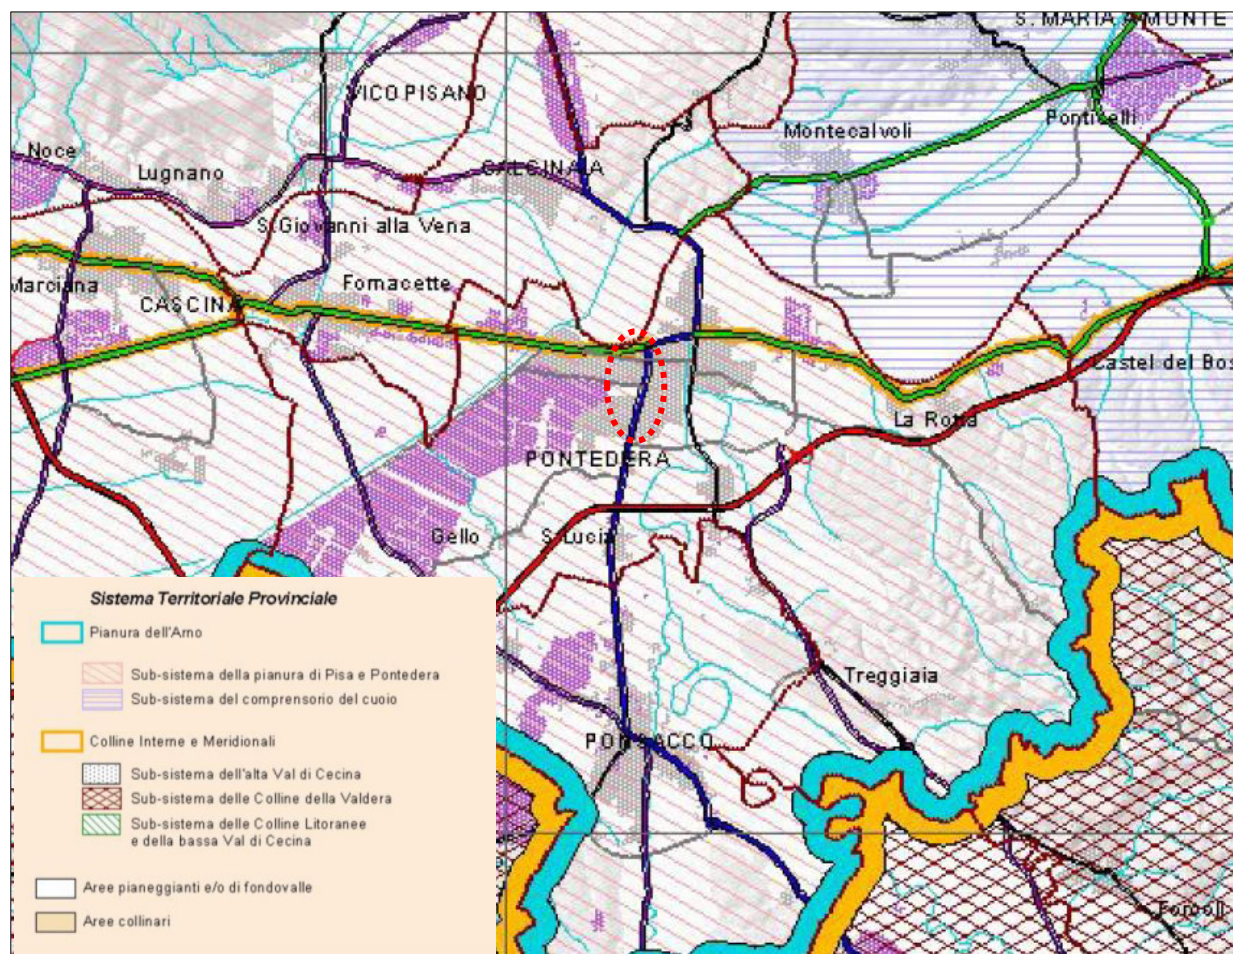 S. MARIA A MONTE
VICOPISANO
Ponticelli
Montecalvoli
Noce
Lugnano
CALCINAIA
S. Giovanni alla Vena
Marciana
Fornacette
CASCINA
Castel del Bos
La Rotta
PONTEDERA
Gello
S. Lucia
Treggiaia
PONSACCO
Forcoli
Sistema Territoriale Provinciale
Pianura dell'Arno
Sub-sistema della pianura di Pisa e Pontedera
Sub-sistema del comprensorio del cuoio
Colline Interne e Meridionali
Sub-sistema dell'alta Val di Cecina
Sub-sistema delle Colline della Valdera
Sub-sistema delle Colline Litoranee
e della bassa Val di Cecina
Aree pianeggianti e/o di fondovalle
Aree collinari